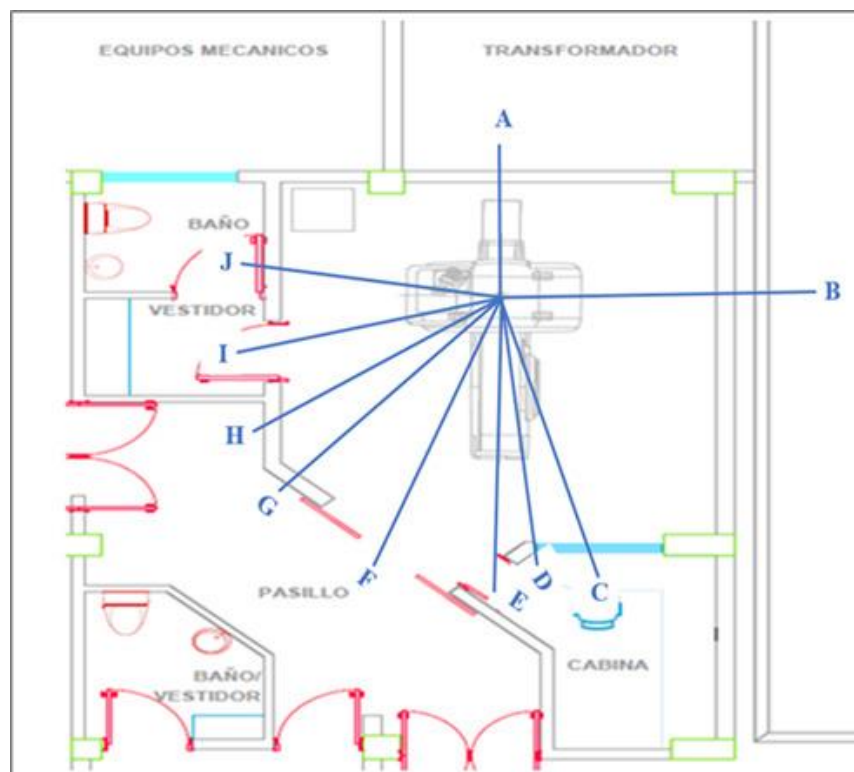 EQUIPOS MECANICOS
TRANSFORMADOR
A
BAÑO
J
B
VESTIDOR
I
H
G
F
D
E
C
PASILLO
CABINA
BAÑO/
VESTIDOR